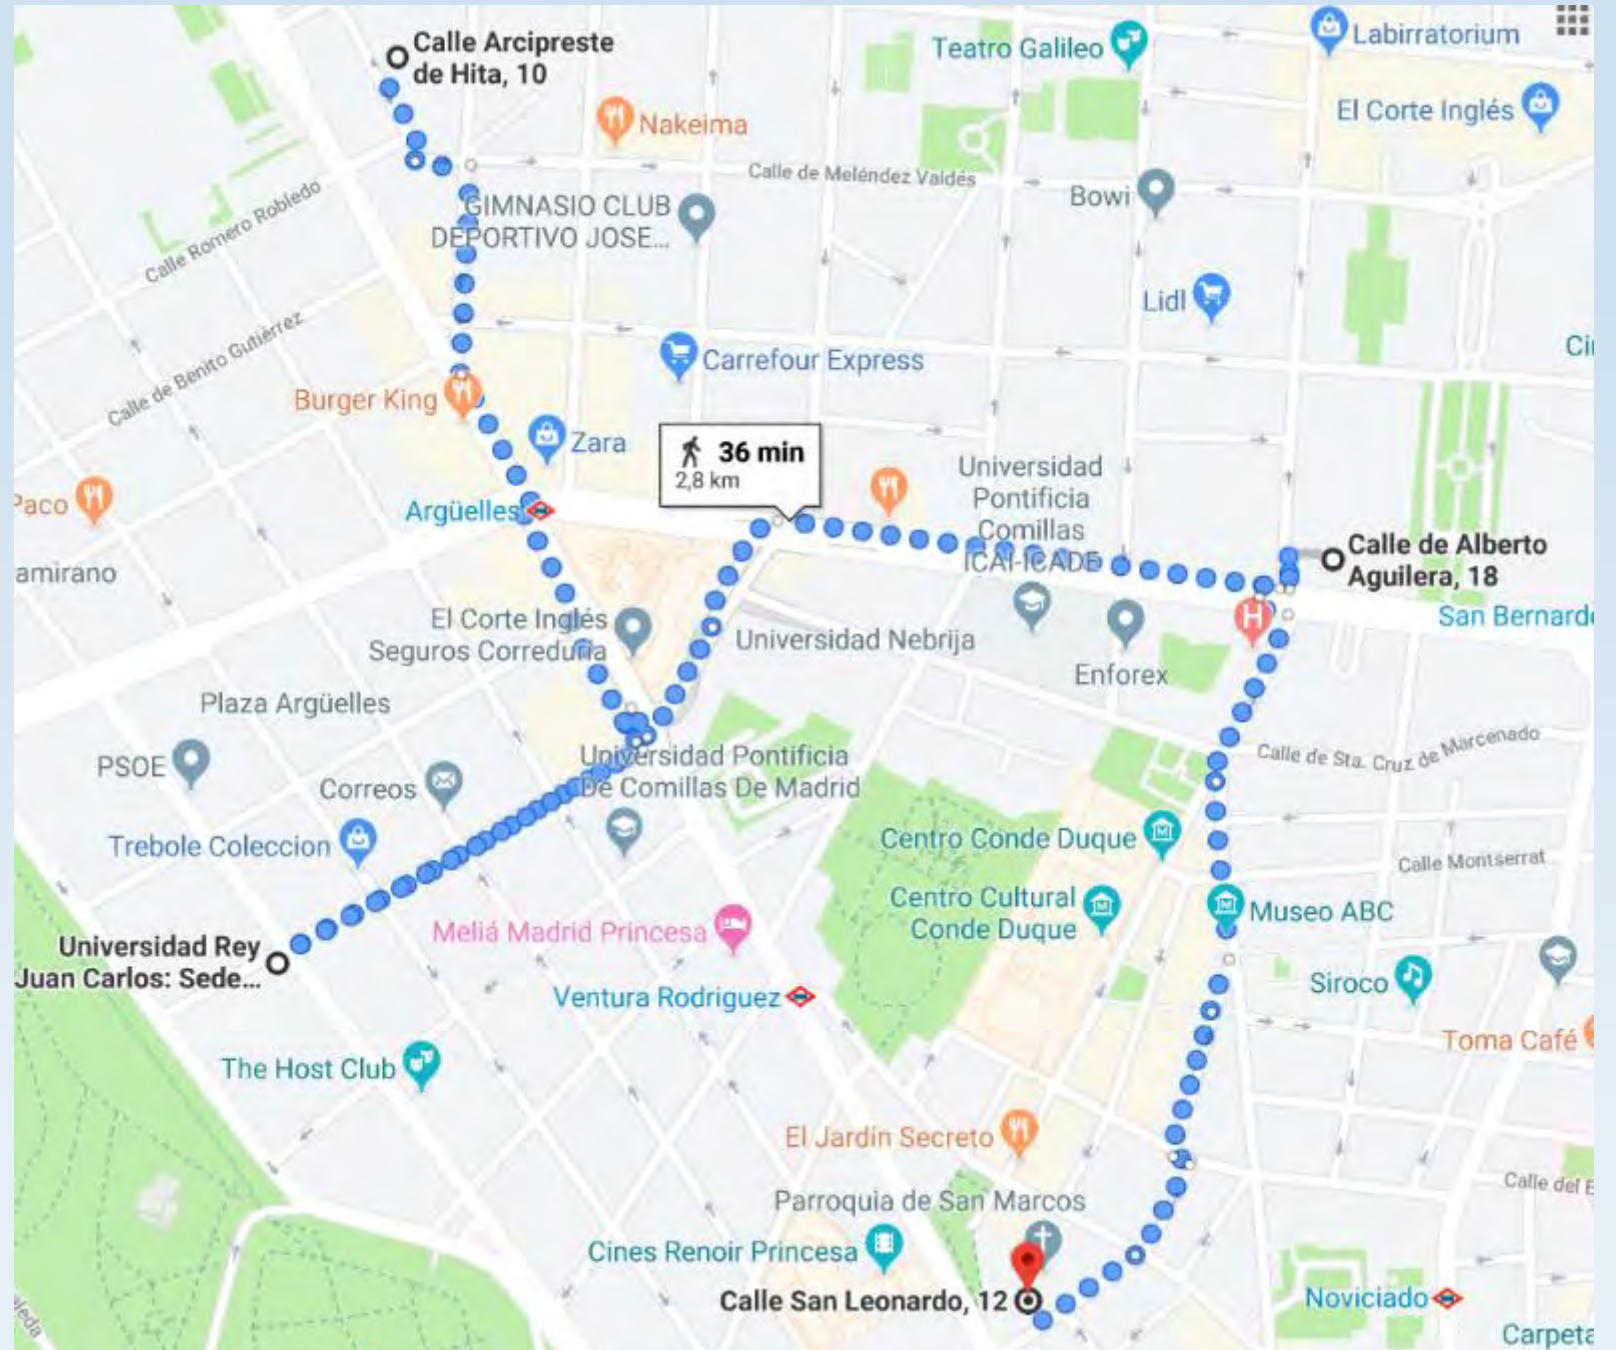 Calle Arcipreste
de Hita, 10
Teatro Galileo
Labirratorium
El Corte Inglés
Nakeima
Calle de Meléndez Valdés
Bowi
GIMNASIO CLUB
DEPORTIVO JOSE...
Calle Romero Robledo
Lidl
Calle de Benito Gutiérrez
Carrefour Express
Ci
Burger King
Zara
36 min
2,8 km
Universidad
Pontificia
Comillas
ICAI-ICADE
Paco
Argüelles
Calle de Alberto
Aguilera, 18
amirano
San Bernard
El Corte Inglés
Seguros Correduría
Universidad Nebrija
H
Enforex
Plaza Argüelles
Calle de Sta. Cruz de Marcenado
PSOE
Universidad Pontificia
De Comillas De Madrid
Correos
Trebole Coleccion
Centro Conde Duque
Calle Montserrat
Centro Cultural
Conde Duque
Museo ABC
Meliá Madrid Princesa
Universidad Rey
Juan Carlos: Sede...
Siroco
Ventura Rodriguez
Toma Café
The Host Club
El Jardín Secreto
Calle del E
Parroquia de San Marcos
Cines Renoir Princesa
Calle San Leonardo, 12
Noviciado
Carpeta